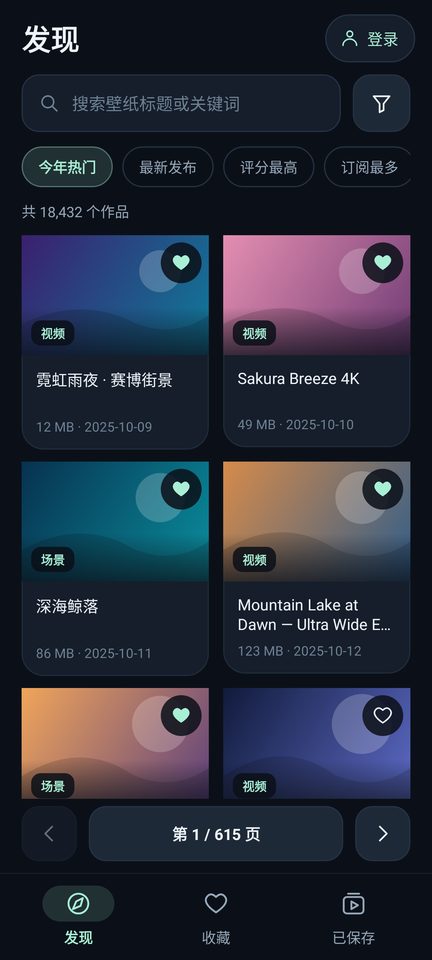 发现
登录
搜索壁纸标题或关键词
今年热门
最新发布
评分最高
订阅最多
共 18,432 个作品
视频
视频
霓虹雨夜 · 赛博街景
Sakura Breeze 4K
12 MB · 2025-10-09
49 MB · 2025-10-10
场景
视频
深海鲸落
Mountain Lake at
Dawn — Ultra Wide E…
86 MB · 2025-10-11
123 MB · 2025-10-12
场景
视频
第 1 / 615 页
发现
收藏
已保存